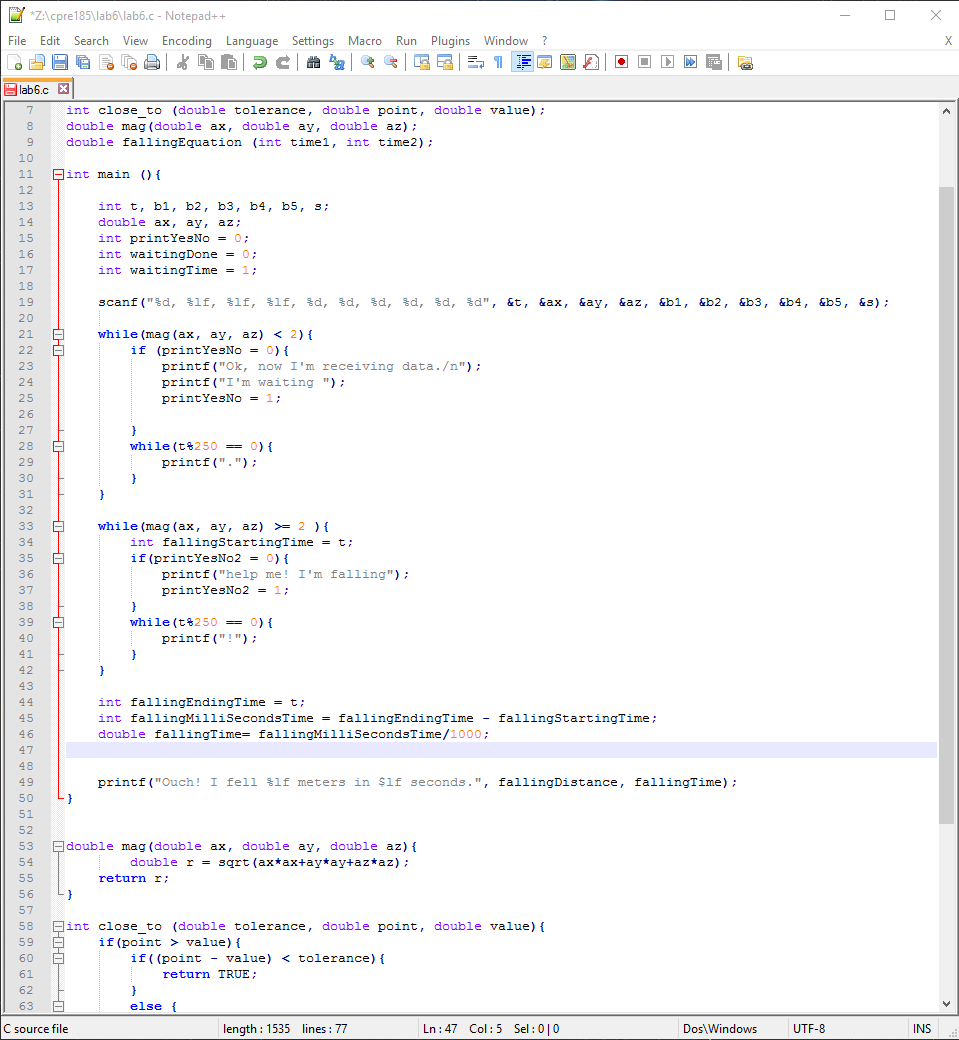 *Z:\cpre185\lab6\lab6.c - Notepad++
File Edit Search View Encoding Language Settings Macro Run Plugins Window ? X
lab6.c
7 int close_to (double tolerance, double point, double value);
8 double mag(double ax, double ay, double az);
9 double fallingEquation (int time1, int time2);
10
11 int main (){
12
13 int t, b1, b2, b3, b4, b5, s;
14 double ax, ay, az;
15 int printYesNo = 0;
16 int waitingDone = 0;
17 int waitingTime = 1;
18
19 scanf("%d, %lf, %lf, %lf, %d, %d, %d, %d, %d, %d", &t, &ax, &ay, &az, &b1, &b2, &b3, &b4, &b5, &s);
20
21 while(mag(ax, ay, az) < 2){
22 if (printYesNo = 0){
23 printf("Ok, now I'm receiving data./n");
24 printf("I'm waiting ");
25 printYesNo = 1;
26
27 }
28 while(t%250 == 0){
29 printf(".");
30 }
31 }
32
33 while(mag(ax, ay, az) >= 2 ){
34 int fallingStartingTime = t;
35 if(printYesNo2 = 0){
36 printf("help me! I'm falling");
37 printYesNo2 = 1;
38 }
39 while(t%250 == 0){
40 printf("!");
41 }
42 }
43
44 int fallingEndingTime = t;
45 int fallingMilliSecondsTime = fallingEndingTime - fallingStartingTime;
46 double fallingTime= fallingMilliSecondsTime/1000;
47
48
49 printf("Ouch! I fell %lf meters in $lf seconds.", fallingDistance, fallingTime);
50 }
51
52
53 double mag(double ax, double ay, double az){
54 double r = sqrt(ax*ax+ay*ay+az*az);
55 return r;
56 }
57
58 int close_to (double tolerance, double point, double value){
59 if(point > value){
60 if((point - value) < tolerance){
61 return TRUE;
62 }
63 else {
C source file length : 1535 lines : 77 Ln : 47 Col : 5 Sel : 0 | 0 Dos\Windows UTF-8 INS